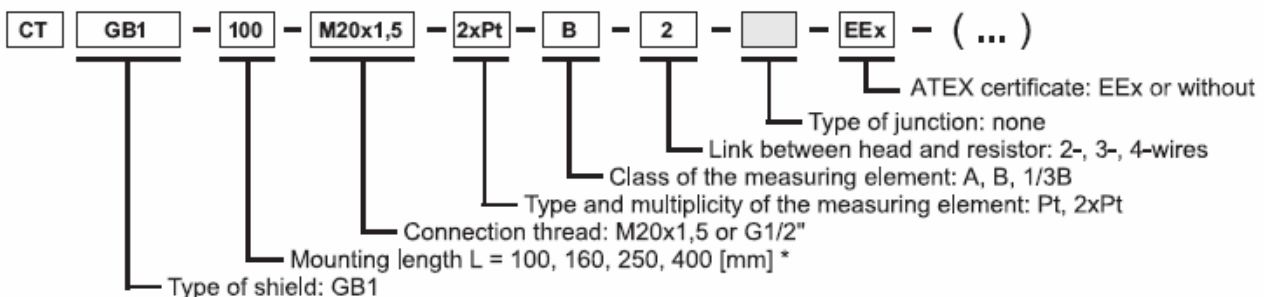 CT GB1 - 100 - M20x1,5 - 2xPt - B - 2 - - EEx - (...)
ATEX certificate: EEx or without
Type of junction: none
Link between head and resistor: 2-, 3-, 4-wires
Class of the measuring element: A, B, 1/3B
Type and multiplicity of the measuring element: Pt, 2xPt
Connection thread: M20x1,5 or G1/2"
Mounting length L = 100, 160, 250, 400 [mm] *
Type of shield: GB1